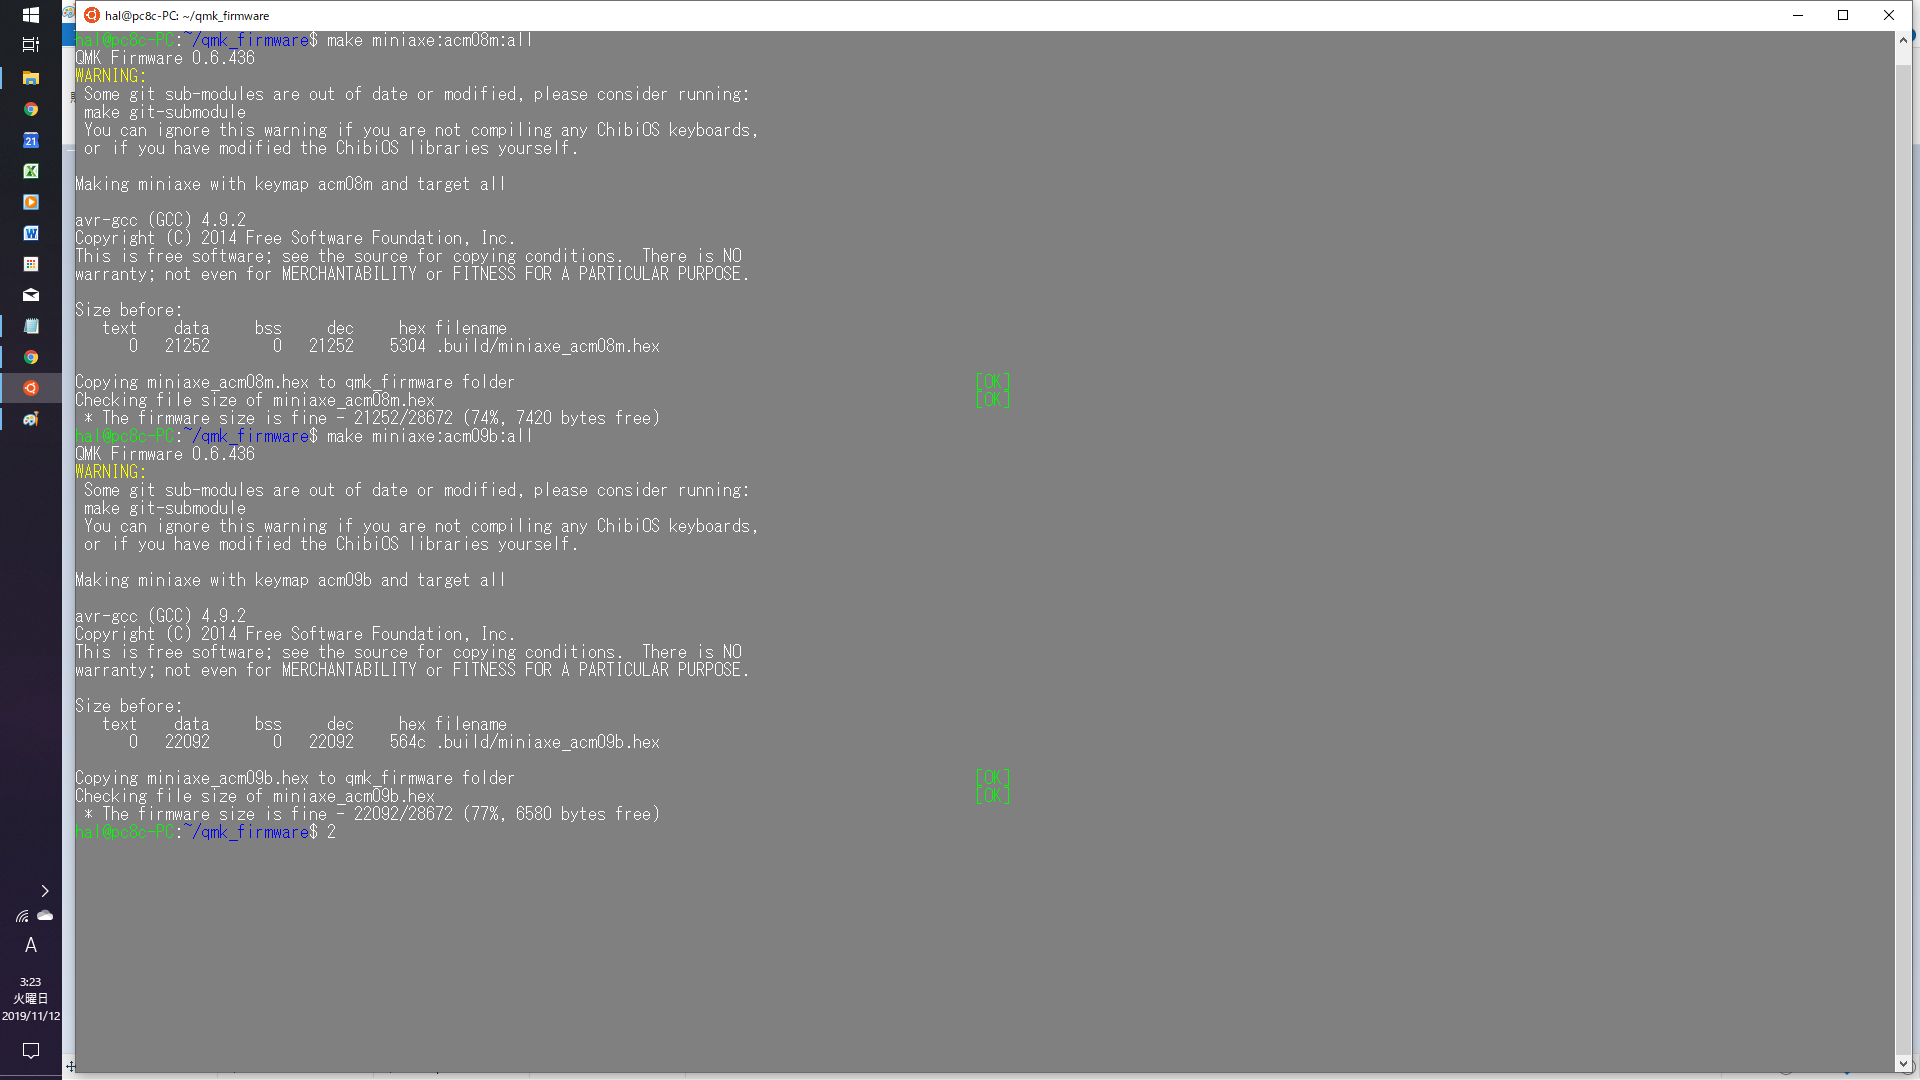 hal@pc8c-PC: ~/qmk_firmware
hal@pc8c-PC:~/qmk_firmware$ make miniaxe:acm08m:all
QMK Firmware 0.6.436
WARNING:
 Some git sub-modules are out of date or modified, please consider running:
 make git-submodule
 You can ignore this warning if you are not compiling any ChibiOS keyboards,
 or if you have modified the ChibiOS libraries yourself.
Making miniaxe with keymap acm08m and target all
avr-gcc (GCC) 4.9.2
Copyright (C) 2014 Free Software Foundation, Inc.
This is free software; see the source for copying conditions.  There is NO
warranty; not even for MERCHANTABILITY or FITNESS FOR A PARTICULAR PURPOSE.
Size before:
   text    data     bss     dec     hex filename
      0   21252       0   21252    5304 .build/miniaxe_acm08m.hex
Copying miniaxe_acm08m.hex to qmk_firmware folder [OK]
Checking file size of miniaxe_acm08m.hex [OK]
 * The firmware size is fine - 21252/28672 (74%, 7420 bytes free)
hal@pc8c-PC:~/qmk_firmware$ make miniaxe:acm09b:all
QMK Firmware 0.6.436
WARNING:
 Some git sub-modules are out of date or modified, please consider running:
 make git-submodule
 You can ignore this warning if you are not compiling any ChibiOS keyboards,
 or if you have modified the ChibiOS libraries yourself.
Making miniaxe with keymap acm09b and target all
avr-gcc (GCC) 4.9.2
Copyright (C) 2014 Free Software Foundation, Inc.
This is free software; see the source for copying conditions.  There is NO
warranty; not even for MERCHANTABILITY or FITNESS FOR A PARTICULAR PURPOSE.
Size before:
   text    data     bss     dec     hex filename
      0   22092       0   22092    564c .build/miniaxe_acm09b.hex
Copying miniaxe_acm09b.hex to qmk_firmware folder [OK]
Checking file size of miniaxe_acm09b.hex [OK]
 * The firmware size is fine - 22092/28672 (77%, 6580 bytes free)
hal@pc8c-PC:~/qmk_firmware$ 2
21
A
3:23
火曜日
2019/11/12